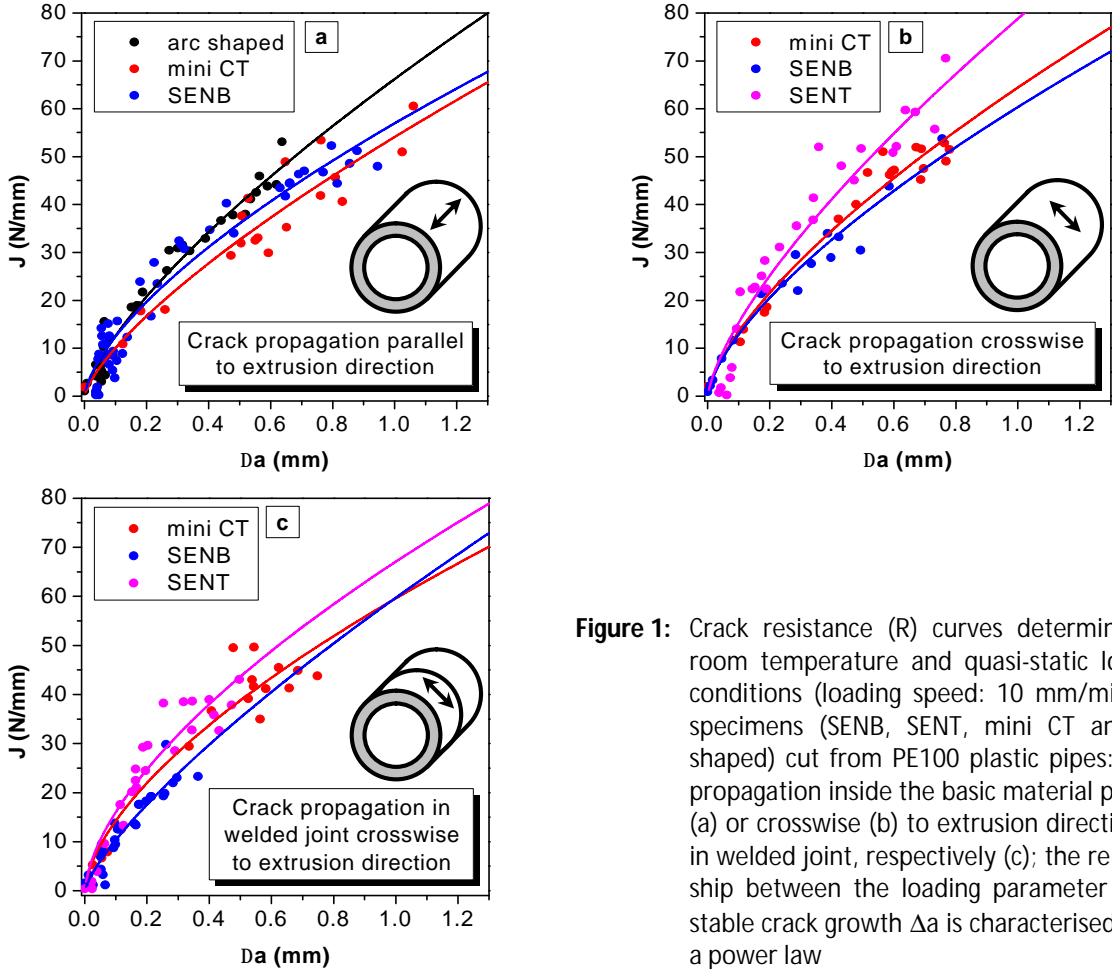 80
70
60
50
40
30
20
10
0
J (N/mm)
arc shaped
mini CT
SENB
a
Crack propagation parallel
to extrusion direction
0.0 0.2 0.4 0.6 0.8 1.0 1.2
Da (mm)
80
70
60
50
40
30
20
10
0
J (N/mm)
mini CT
SENB
SENT
b
Crack propagation crosswise
to extrusion direction
0.0 0.2 0.4 0.6 0.8 1.0 1.2
Da (mm)
80
70
60
50
40
30
20
10
0
J (N/mm)
mini CT
SENB
SENT
c
Crack propagation in
welded joint crosswise
to extrusion direction
0.0 0.2 0.4 0.6 0.8 1.0 1.2
Da (mm)
Figure 1: Crack resistance (R) curves determin
room temperature and quasi-static lo
conditions (loading speed: 10 mm/mi
specimens (SENB, SENT, mini CT an
shaped) cut from PE100 plastic pipes:
propagation inside the basic material p
(a) or crosswise (b) to extrusion directi
in welded joint, respectively (c); the re
ship between the loading parameter
stable crack growth Δa is characterised
a power law